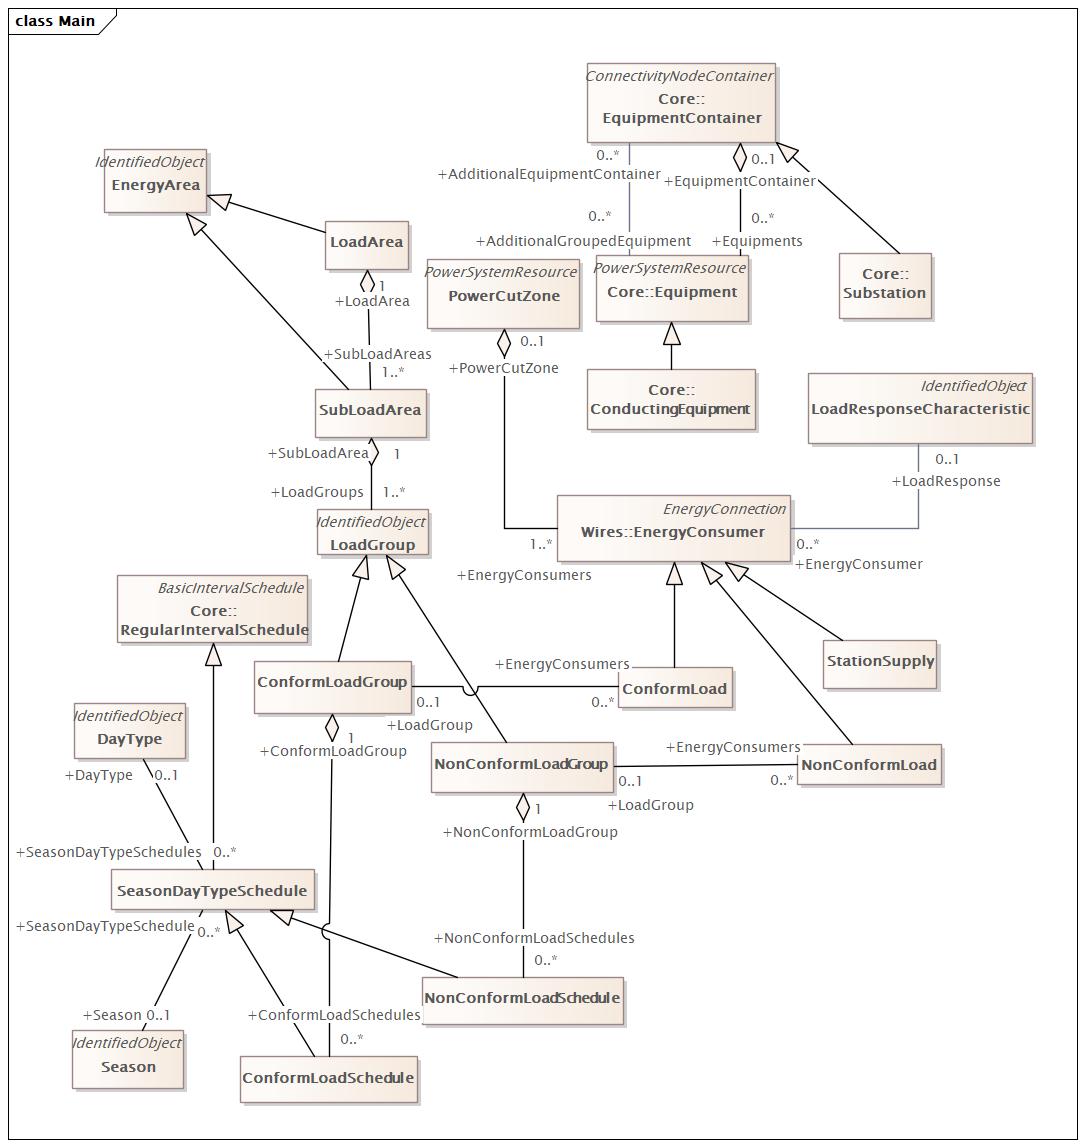 class Main
ConnectivityNodeContainer
Core::
EquipmentContainer
0..*
0..1
+AdditionalEquipmentContainer
+EquipmentContainer
IdentifiedObject
EnergyArea
0..*
0..*
+AdditionalGroupedEquipment
+Equipments
LoadArea
1
+LoadArea
PowerSystemResource
PowerCutZone
PowerSystemResource
Core::Equipment
Core::
Substation
0..1
+PowerCutZone
+SubLoadAreas
1..*
Core::
ConductingEquipment
IdentifiedObject
LoadResponseCharacteristic
SubLoadArea
+SubLoadArea
1
0..1
+LoadResponse
+LoadGroups
1..*
IdentifiedObject
LoadGroup
EnergyConnection
Wires::EnergyConsumer
1..*
+EnergyConsumers
0..*
+EnergyConsumer
BasicIntervalSchedule
Core::
RegularIntervalSchedule
StationSupply
ConformLoadGroup
+EnergyConsumers
0..1
0..*
+LoadGroup
ConformLoad
IdentifiedObject
DayType
1
+ConformLoadGroup
+DayType
0..1
NonConformLoadGroup
+EnergyConsumers
0..1
0..*
+LoadGroup
NonConformLoad
1
+NonConformLoadGroup
+SeasonDayTypeSchedules
0..*
SeasonDayTypeSchedule
+SeasonDayTypeSchedule
0..*
+NonConformLoadSchedules
0..*
NonConformLoadSchedule
+Season
0..1
+ConformLoadSchedules
0..*
IdentifiedObject
Season
ConformLoadSchedule